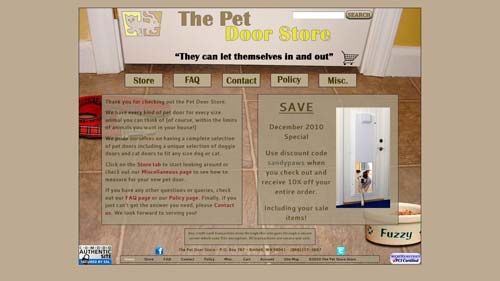 The Pet
Door Store
SEARCH
"They can let themselves in and out"
Store
FAQ
Contact
Policy
Misc.
Thank you for checking out the Pet Door Store.
We have every kind of pet door for every size
animal you can think of (of course, within the limits
of animals you want in your house!)
We pride ourselves on having a complete selection
of pet doors including a unique selection of doggie
doors and cat doors to fit any size dog or cat.
Click on the Store tab to start looking around or
check out our Miscellaneous page to see how to
measure for your new pet door.
If you have any other questions or queries, check
out our FAQ page or our Policy page. Finally, if you
just can't get the answer you need, please Contact
us. We look forward to serving you!
SAVE
December 2010
Special
Use discount code
sandypaws when
you check out and
receive 10% off your
entire order.
Including your sale
items!
Fuzzy
COMODO
AUTHENTIC
SITE
SECURED BY SSL
The Pet Door Store - P.O. Box 787 -
PCI Certified
Home
Store
FAQ
Contact
Policy
Misc.
Cart
Account
Site Map
©2010 The Pet Door Store